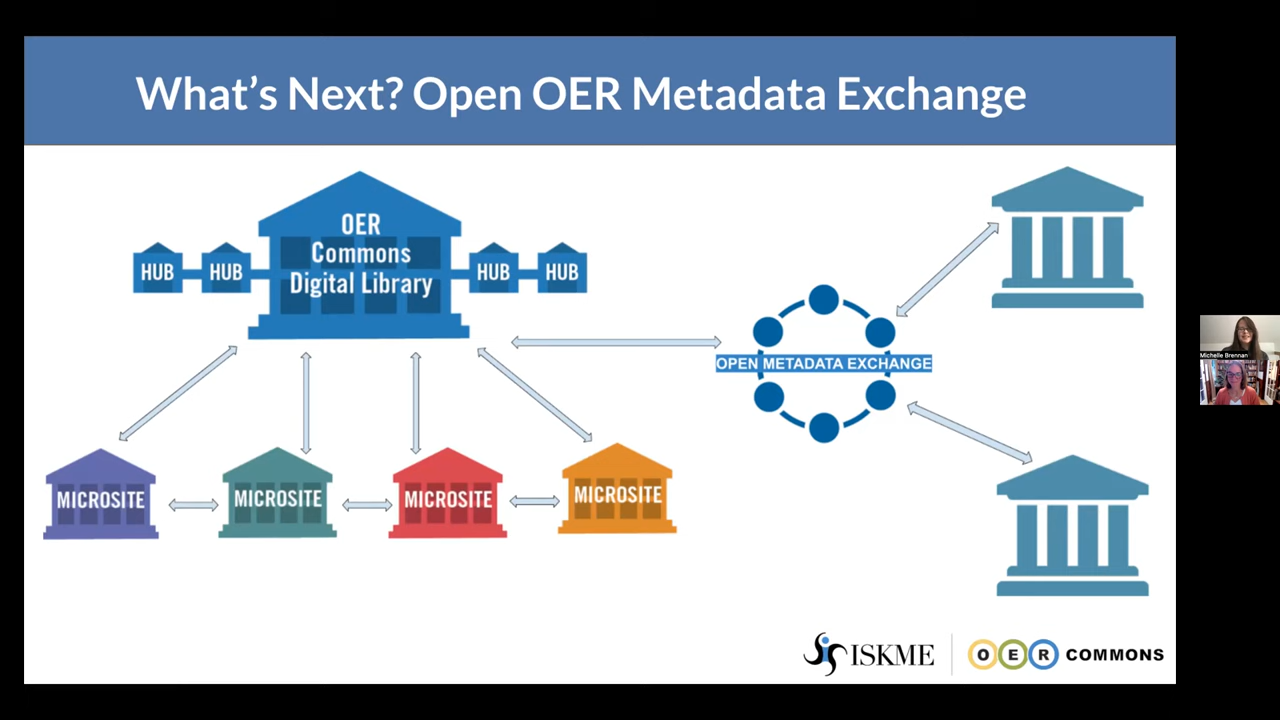 What's Next? Open OER Metadata Exchange
OER
Commons
Digital Library
HUB
HUB
HUB
HUB
OPEN METADATA EXCHANGE
Michelle Brennan
MICROSITE
MICROSITE
MICROSITE
MICROSITE
ISKME
OER COMMONS